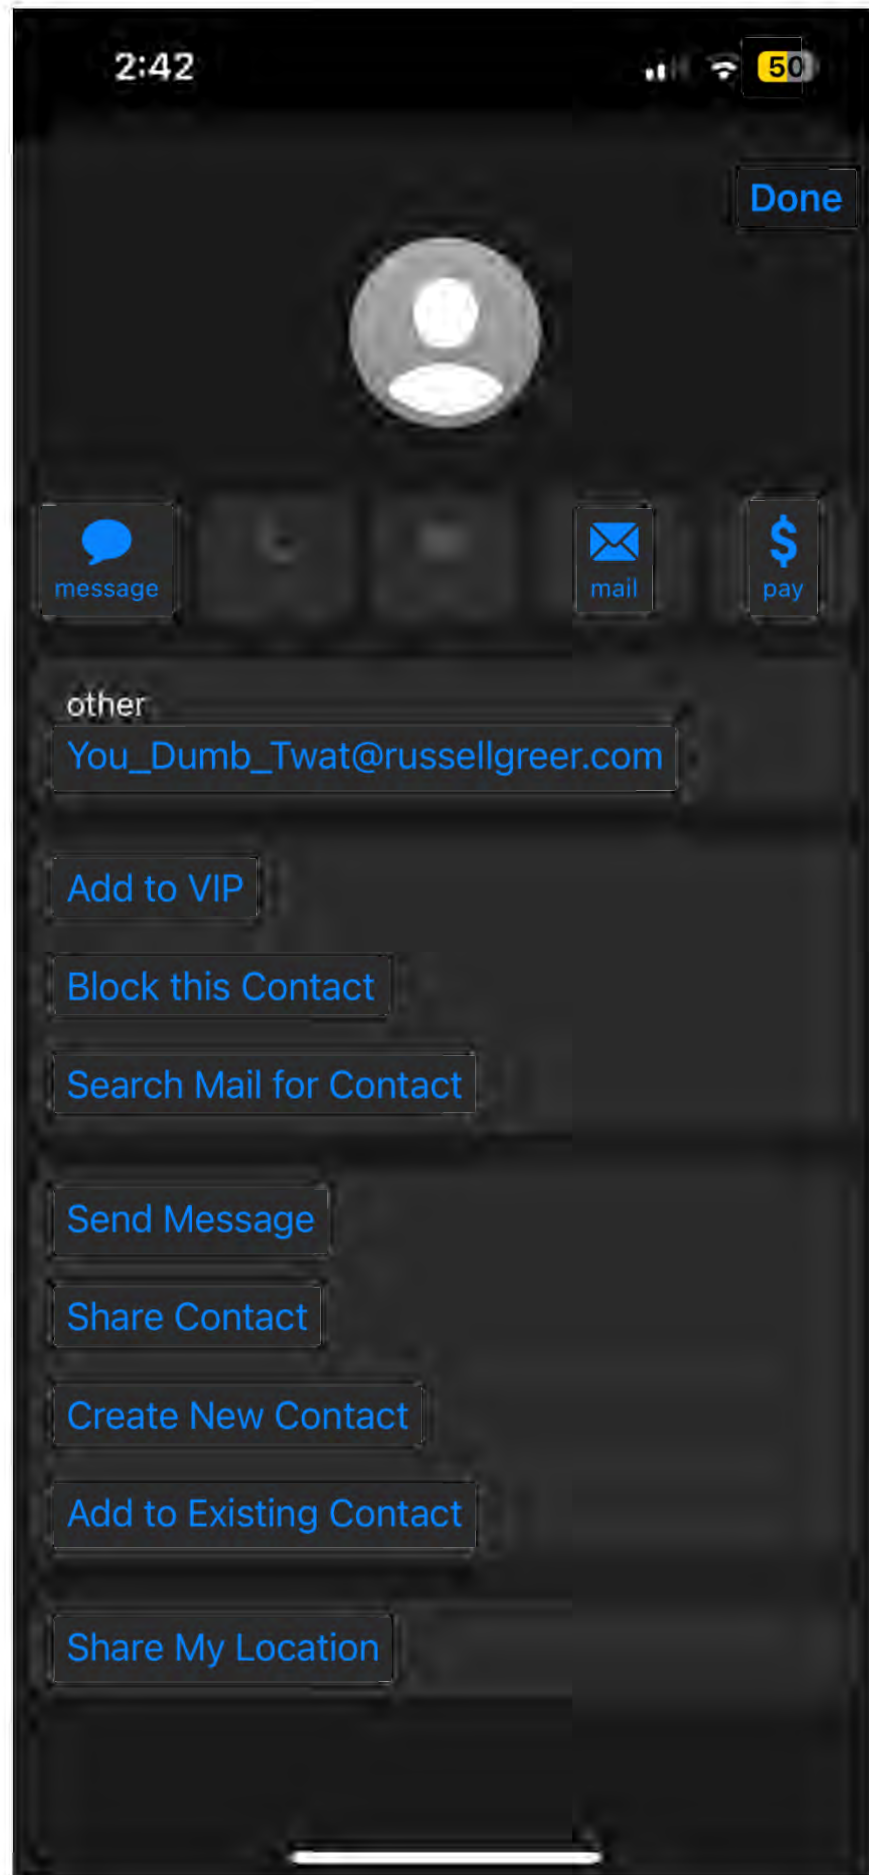 2:42
50
Done
message
mail
pay
other
You_Dumb_Twat@russellgreer.com
Add to VIP
Block this Contact
Search Mail for Contact
Send Message
Share Contact
Create New Contact
Add to Existing Contact
Share My Location